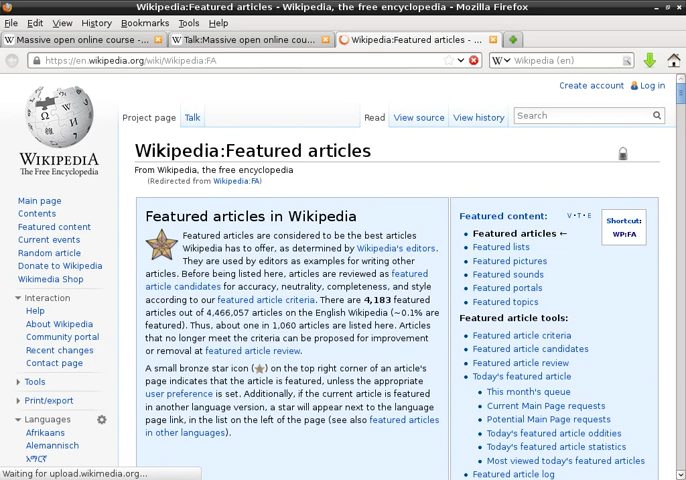 Wikipedia:Featured articles - Wikipedia, the free encyclopedia - Mozilla Firefox
File Edit View History Bookmarks Tools Help
Massive open online course -...
Talk:Massive open online cour...
Wikipedia:Featured articles -...
https://en.wikipedia.org/wiki/Wikipedia:FA
Wikipedia (en)
Create account Log in
Project page Talk Read View source View history Search
WIKIPEDIA
The Free Encyclopedia
Main page
Contents
Featured content
Current events
Random article
Donate to Wikipedia
Wikimedia Shop
Interaction
Help
About Wikipedia
Community portal
Recent changes
Contact page
Tools
Print/export
Languages
Afrikaans
Alemannisch
አማርኛ
Wikipedia:Featured articles
From Wikipedia, the free encyclopedia
(Redirected from Wikipedia:FA)
Featured articles in Wikipedia
Featured articles are considered to be the best articles
Wikipedia has to offer, as determined by Wikipedia's editors.
They are used by editors as examples for writing other
articles. Before being listed here, articles are reviewed as featured
article candidates for accuracy, neutrality, completeness, and style
according to our featured article criteria. There are 4,183 featured
articles out of 4,466,057 articles on the English Wikipedia (~0.1% are
featured). Thus, about one in 1,060 articles are listed here. Articles
that no longer meet the criteria can be proposed for improvement
or removal at featured article review.
A small bronze star icon ( ) on the top right corner of an article's
page indicates that the article is featured, unless the appropriate
user preference is set. Additionally, if the current article is featured
in another language version, a star will appear next to the language
page link, in the list on the left of the page (see also featured articles
in other languages).
Featured content: V · T · E
Shortcut:
WP:FA
Featured articles ←
Featured lists
Featured pictures
Featured sounds
Featured portals
Featured topics
Featured article tools:
Featured article criteria
Featured article candidates
Featured article review
Today's featured article
This month's queue
Current Main Page requests
Potential Main Page requests
Today's featured article oddities
Today's featured article statistics
Most viewed today's featured articles
Featured article log
Waiting for upload.wikimedia.org...